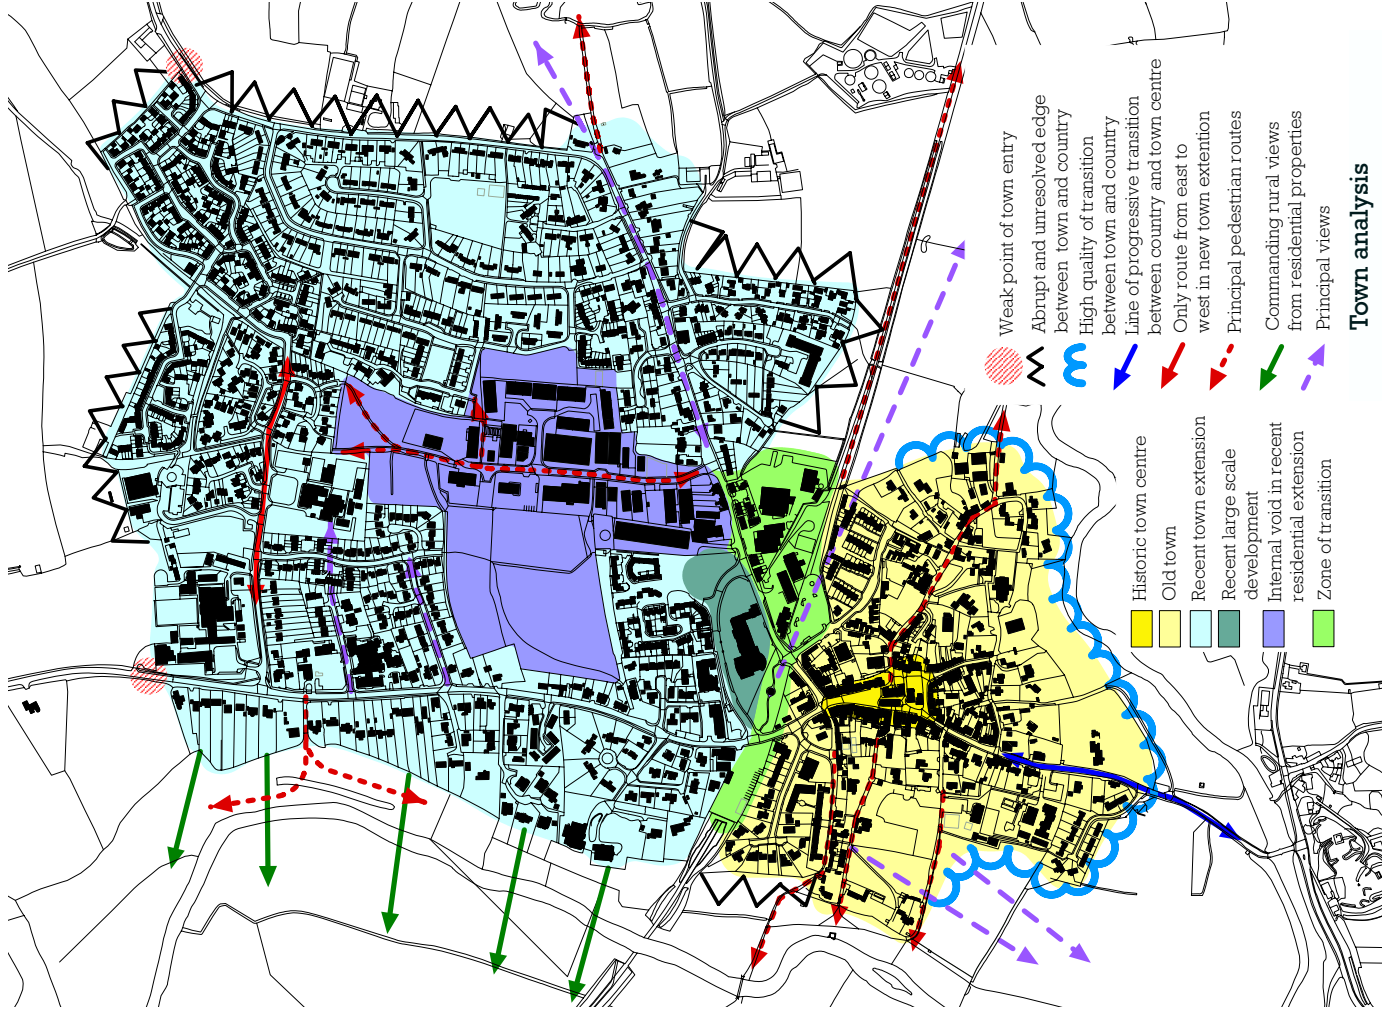 Weak point of town entry
Abrupt and unresolved edge
between town and country
High quality of transition
between town and country
Line of progressive transition
between country and town centre
Only route from east to
west in new town extention
Principal pedestrian routes
Commanding rural views
from residential properties
Principal views
Town analysis
Historic town centre
Old town
Recent town extension
Recent large scale
development
Internal void in recent
residential extension
Zone of transition